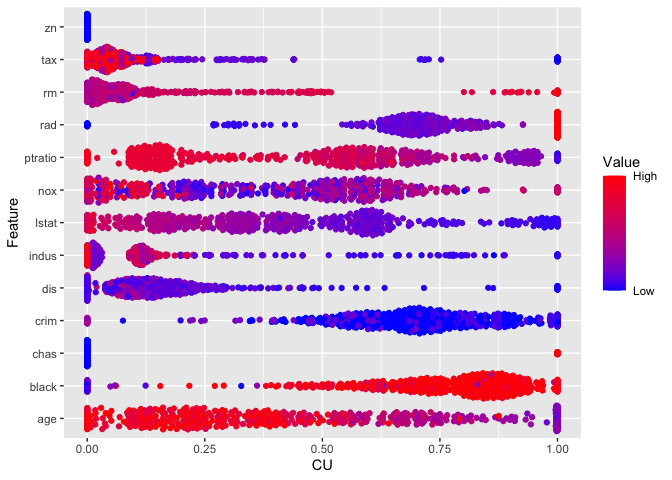 zn
tax
rm
rad
ptratio
nox
lstat
indus
dis
crim
chas
black
age
Feature
0.00 0.25 0.50 0.75 1.00
CU
Value
High
Low